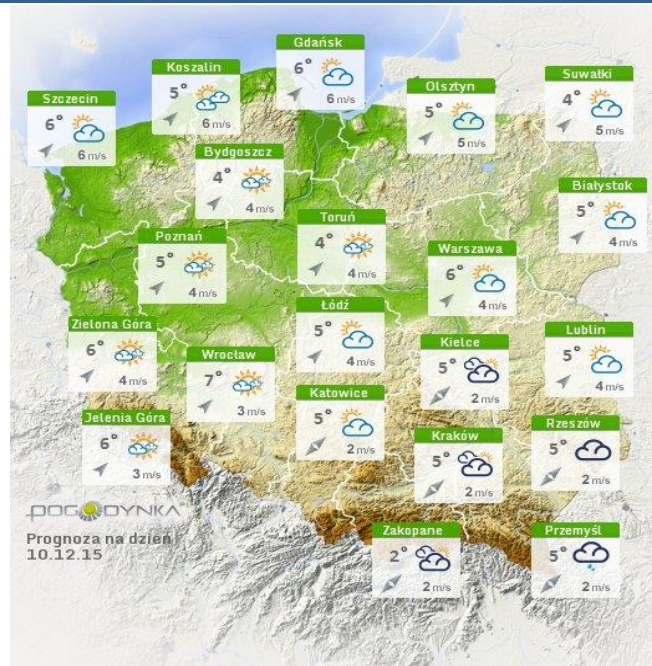 Gdańsk
6°
6 m/s
Koszalin
5°
6 m/s
Suwałki
4°
5 m/s
Olsztyn
5°
5 m/s
Szczecin
6°
6 m/s
Bydgoszcz
4°
4 m/s
Białystok
5°
4 m/s
Toruń
4°
4 m/s
Poznań
5°
4 m/s
Warszawa
6°
4 m/s
Łódź
5°
4 m/s
Zielona Góra
6°
4 m/s
Lublin
5°
4 m/s
Kielce
5°
2 m/s
Wrocław
7°
3 m/s
Katowice
5°
2 m/s
Jelenia Góra
6°
3 m/s
Rzeszów
5°
2 m/s
Kraków
5°
2 m/s
POGODYNKA
Prognoza na dzień
10.12.15
Zakopane
2°
2 m/s
Przemyśl
5°
2 m/s